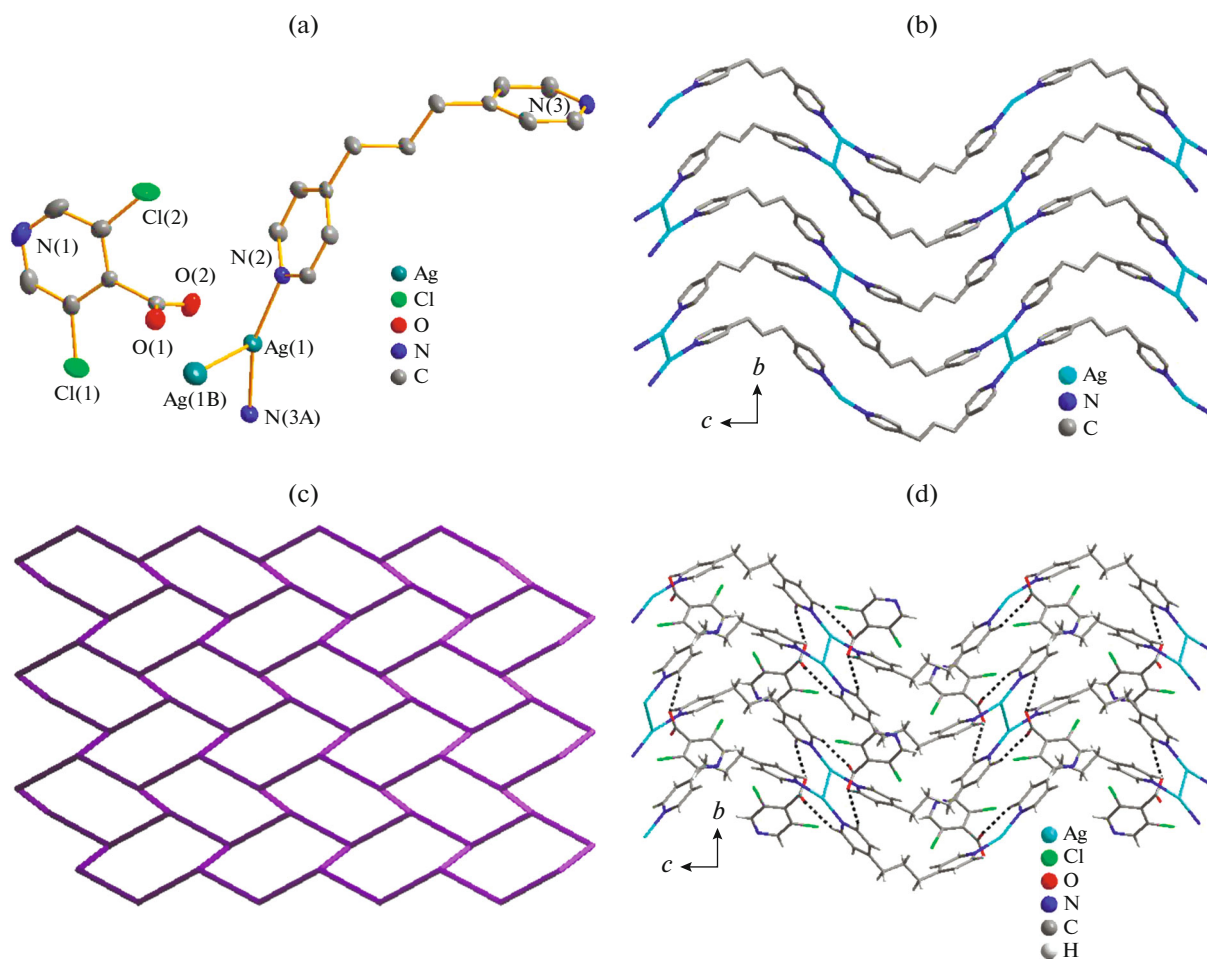 (a)
N(3)
Cl(2)
N(1)
N(2)
O(2)
O(1)
Ag(1)
Cl(1)
Ag(1B)
N(3A)
Ag
Cl
O
N
C
(b)
b
c
Ag
N
C
(c)
(d)
b
c
Ag
Cl
O
N
C
H